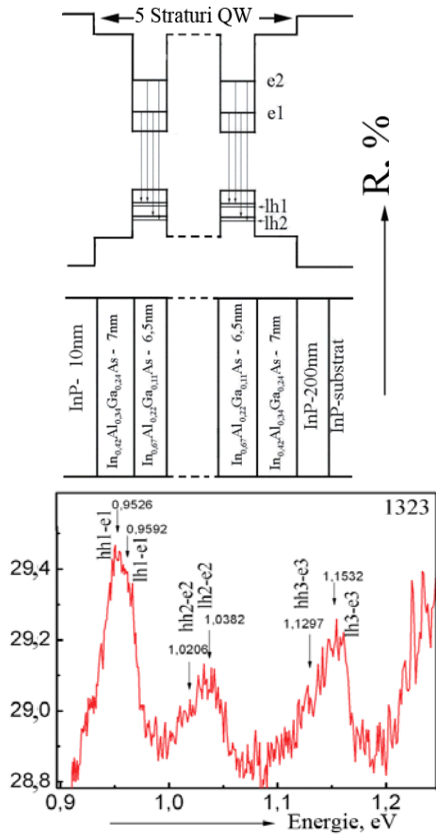 5 Straturi QW
e2
e1
lh1
lh2
R, %
InP- 10nm
In0,42Al0,34Ga0,24As - 7nm
In0,67Al0,22Ga0,11As - 6,5nm
In0,67Al0,22Ga0,11As - 6,5nm
In0,42Al0,34Ga0,24As - 7nm
InP-200nm
InP-substrat
1323
0,9526
0,9592
hh1-e1
lh1-e1
hh2-e2
lh2-e2
1,0382
1,0206
hh3-e3
1,1532
1,1297
lh3-e3
29,4
29,2
29,0
28,8
0,9
1,0
1,1
1,2
Energie, eV